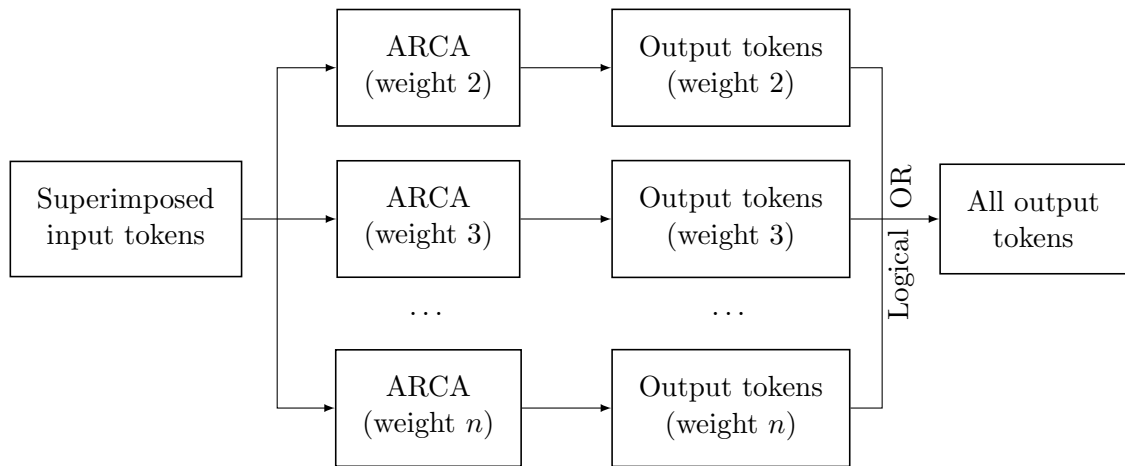 Superimposed
input tokens
ARCA
(weight 2)
Output tokens
(weight 2)
ARCA
(weight 3)
Output tokens
(weight 3)
. . .
. . .
ARCA
(weight n)
Output tokens
(weight n)
Logical OR
All output
tokens